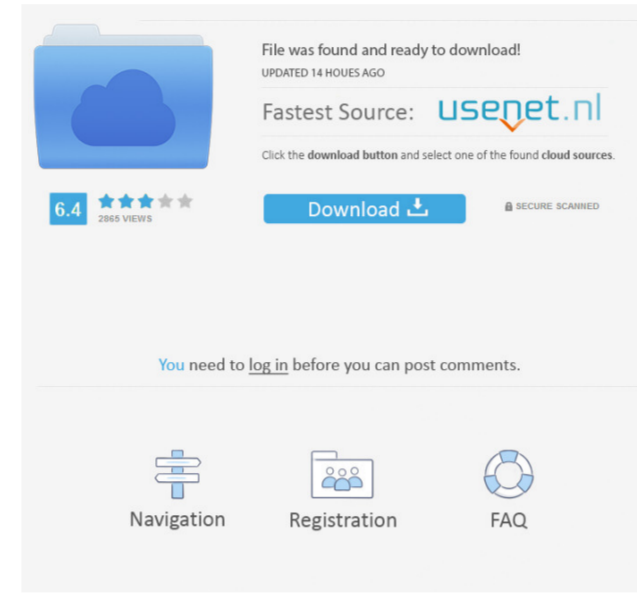 File was found and ready to download!
UPDATED 14 HOUES AGO
Fastest Source: usenet.nl
Click the download button and select one of the found cloud sources.
6.4
2865 VIEWS
Download
SECURE SCANNED
You need to log in before you can post comments.
Navigation
Registration
FAQ